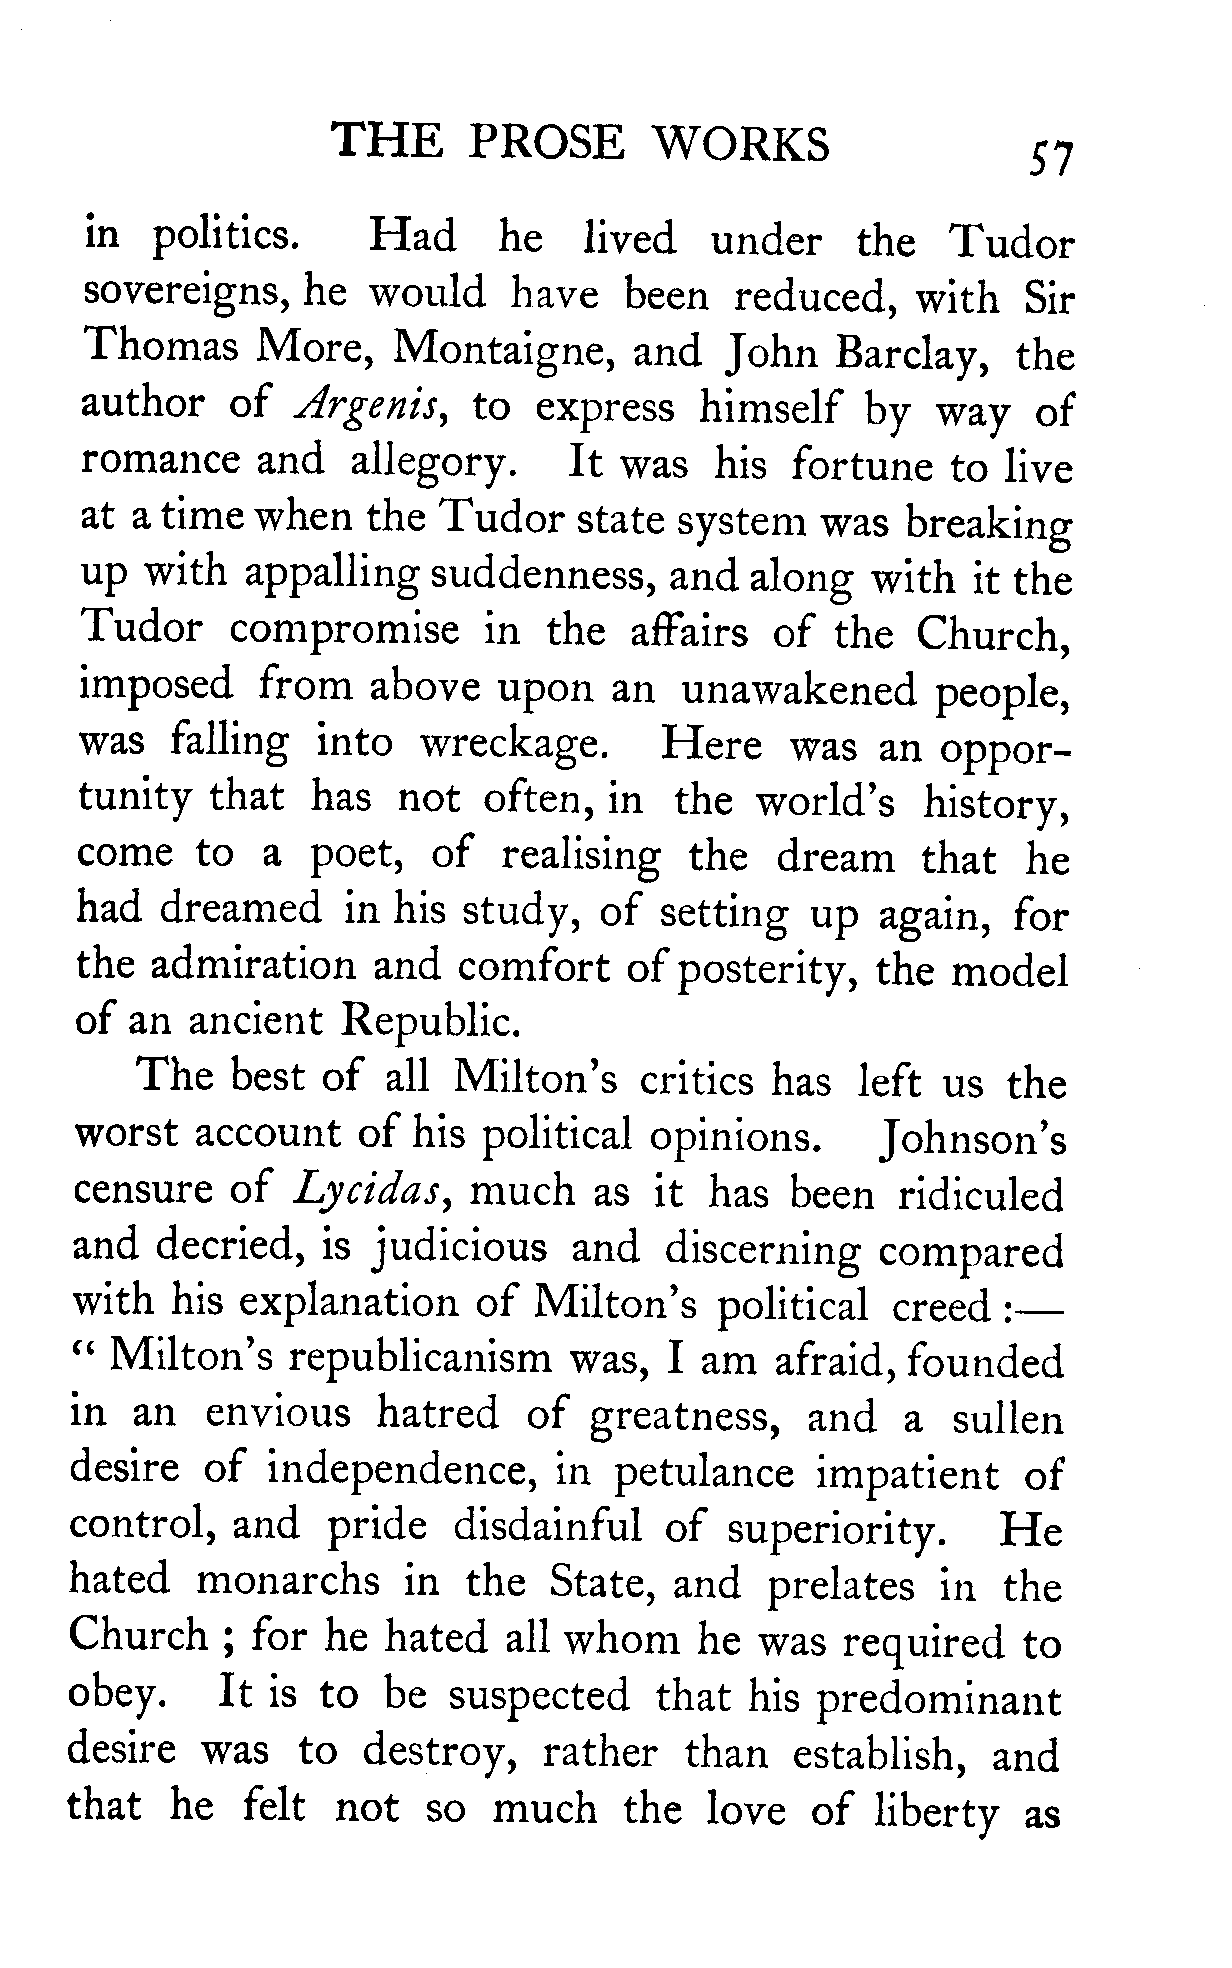 THE PROSE WORKS 57
in politics. Had he lived under the Tudor
sovereigns, he would have been reduced, with Sir
Thomas More, Montaigne, and John Barclay, the
author of Argenis, to express himself by way of
romance and allegory. It was his fortune to live
at a time when the Tudor state system was breaking
up with appalling suddenness, and along with it the
Tudor compromise in the affairs of the Church,
imposed from above upon an unawakened people,
was falling into wreckage. Here was an oppor-
tunity that has not often, in the world's history,
come to a poet, of realising the dream that he
had dreamed in his study, of setting up again, for
the admiration and comfort of posterity, the model
of an ancient Republic.
The best of all Milton's critics has left us the
worst account of his political opinions. Johnson's
censure of Lycidas, much as it has been ridiculed
and decried, is judicious and discerning compared
with his explanation of Milton's political creed :—
“ Milton's republicanism was, I am afraid, founded
in an envious hatred of greatness, and a sullen
desire of independence, in petulance impatient of
control, and pride disdainful of superiority. He
hated monarchs in the State, and prelates in the
Church ; for he hated all whom he was required to
obey. It is to be suspected that his predominant
desire was to destroy, rather than establish, and
that he felt not so much the love of liberty as